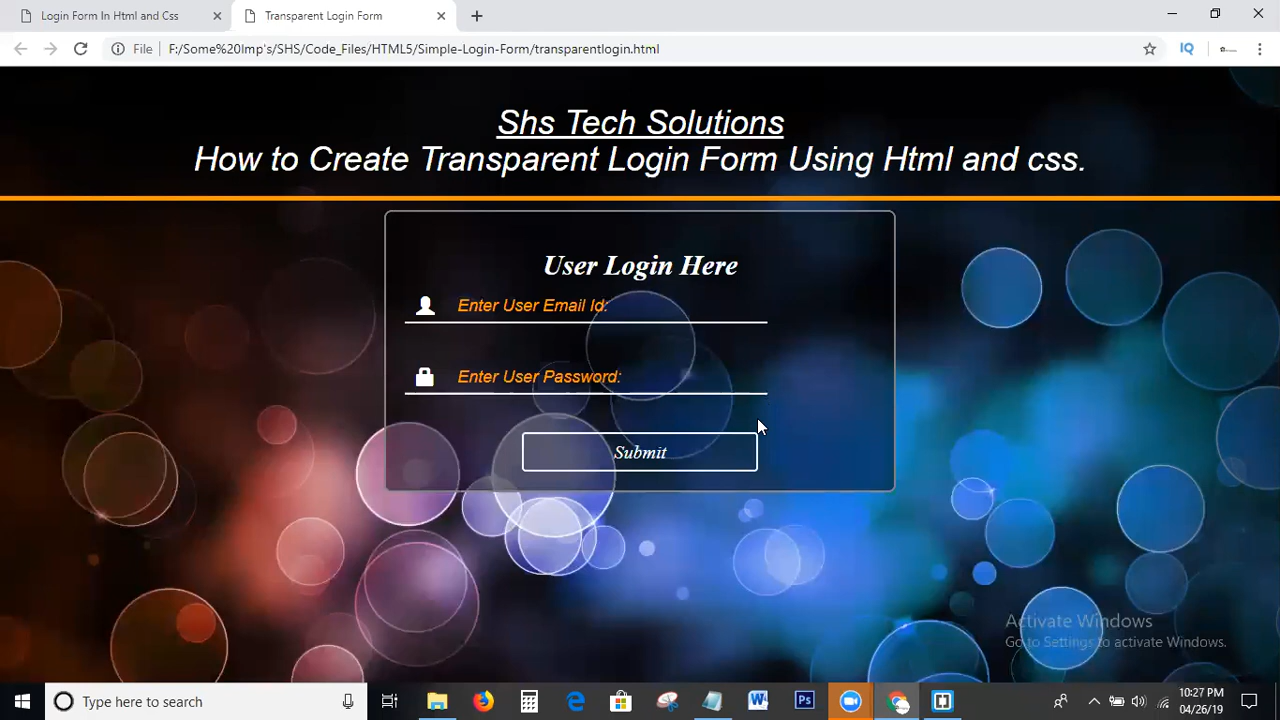 Login Form In Html and Css
Transparent Login Form
File
F:/Some%20Imp's/SHS/Code_Files/HTML5/Simple-Login-Form/transparentlogin.html
IQ
Shs Tech Solutions
How to Create Transparent Login Form Using Html and css.
User Login Here
Enter User Email Id:
Enter User Password:
Submit
Activate Windows
Go to Settings to activate Windows.
Type here to search
W
Ps
10:27 PM
04/26/19